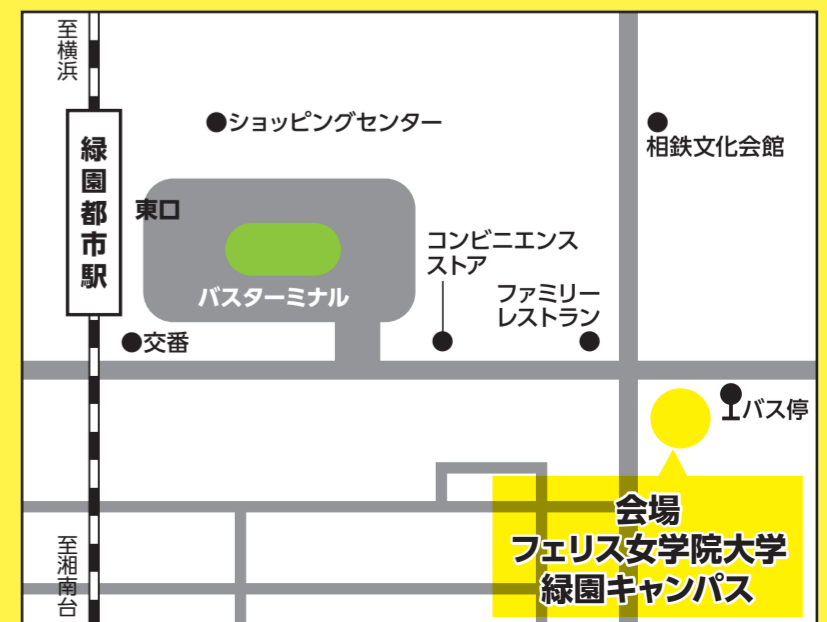 至横浜
ショッピングセンター
相鉄文化会館
緑園都市駅
東口
バスターミナル
コンビニエンス
ストア
ファミリー
レストラン
交番
バス停
会場
フェリス女学院大学
緑園キャンパス
至湘南台